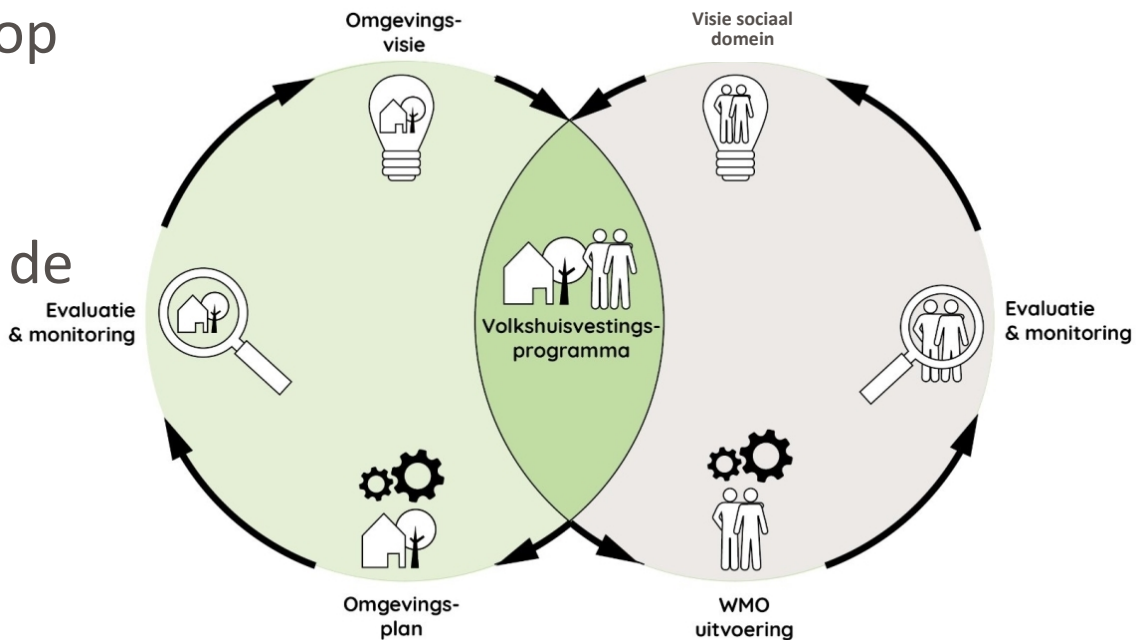 op
de
Omgevings-
visie
Visie sociaal
domein
Evaluatie
& monitoring
Volkshuisvestings-
programma
Evaluatie
& monitoring
Omgevings-
plan
WMO
uitvoering